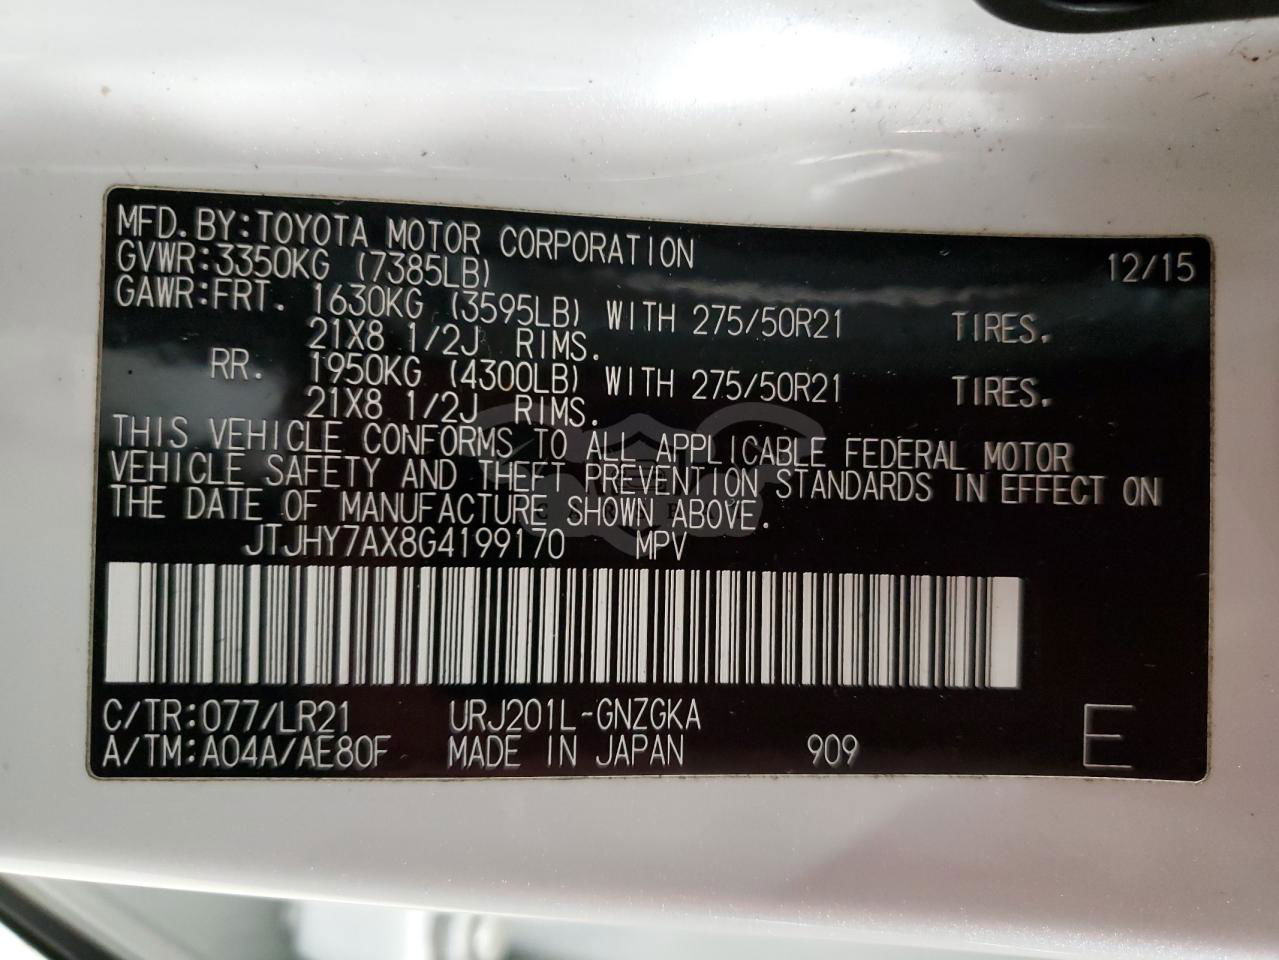 MFD.BY:TOYOTA MOTOR CORPORATION 12/15
GVWR:3350KG (7385LB)
GAWR:FRT. 1630KG (3595LB) WITH 275/50R21 TIRES.
21X8 1/2J RIMS.
RR. 1950KG (4300LB) WITH 275/50R21 TIRES.
21X8 1/2J RIMS.
THIS VEHICLE CONFORMS TO ALL APPLICABLE FEDERAL MOTOR
VEHICLE SAFETY AND THEFT PREVENTION STANDARDS IN EFFECT ON
THE DATE OF MANUFACTURE SHOWN ABOVE.
JTJHY7AX8G4199170 MPV
C/TR:077/LR21 URJ201L-GNZGKA
A/TM:A04A/AE80F MADE IN JAPAN 909 E